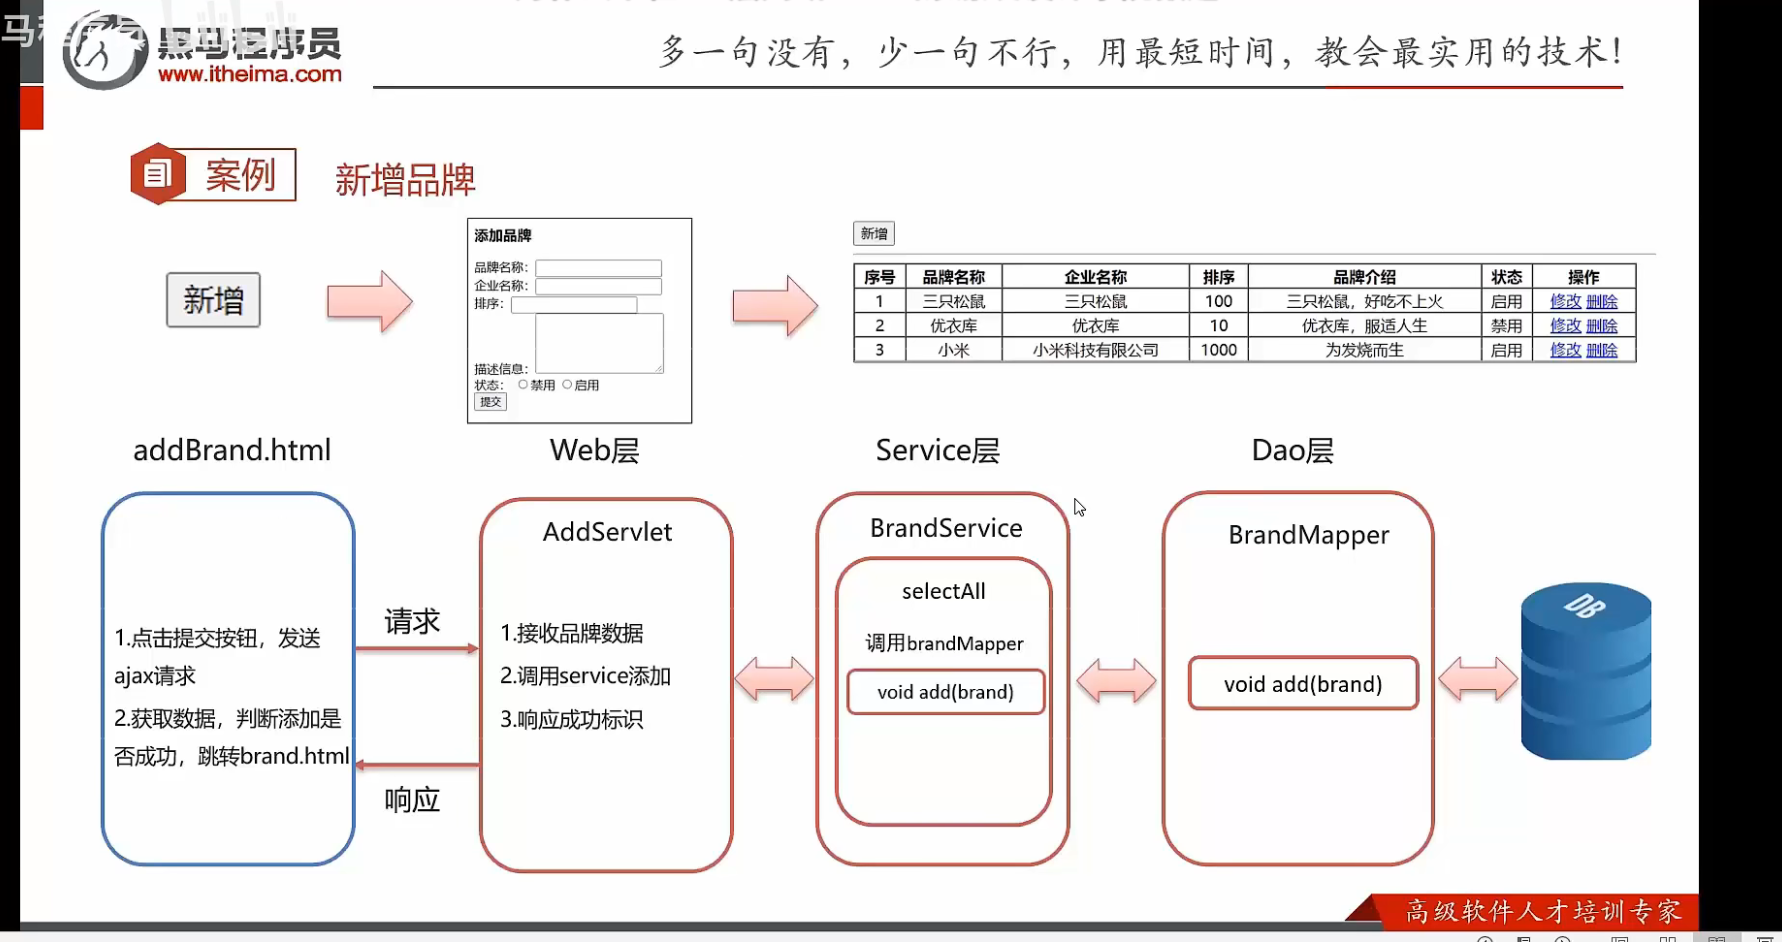 黑马程序员
www.itheima.com
多一句没有，少一句不行，用最短时间，教会最实用的技术！
案例
新增品牌
新增
添加品牌
品牌名称：
企业名称：
排序：
描述信息：
状态： 禁用 启用
提交
新增
序号 品牌名称 企业名称 排序 品牌介绍 状态 操作
1 三只松鼠 三只松鼠 100 三只松鼠，好吃不上火 启用 修改 删除
2 优衣库 优衣库 10 优衣库，服适人生 禁用 修改 删除
3 小米 小米科技有限公司 1000 为发烧而生 启用 修改 删除
addBrand.html
1.点击提交按钮，发送
ajax请求
2.获取数据，判断添加是
否成功，跳转brand.html
请求
响应
Web层
AddServlet
1.接收品牌数据
2.调用service添加
3.响应成功标识
Service层
BrandService
selectAll
调用brandMapper
void add(brand)
Dao层
BrandMapper
void add(brand)
DB
高级软件人才培训专家